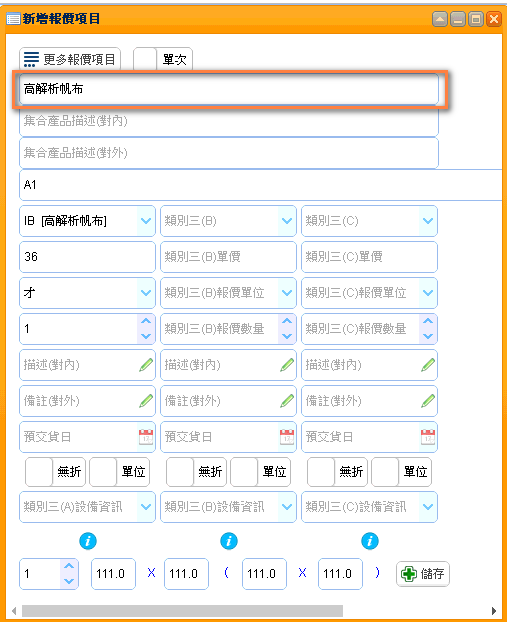 新增報價項目
更多報價項目 單次
高解析帆布
集合產品描述(對內)
集合產品描述(對外)
A1
IB [高解析帆布] 類別三(B) 類別三(C)
36 類別三(B)單價 類別三(C)單價
才 類別三(B)報價單位 類別三(C)報價單位
1 類別三(B)報價數量 類別三(C)報價數量
描述(對內) 描述(對內) 描述(對內)
備註(對外) 備註(對外) 備註(對外)
預交貨日 預交貨日 預交貨日
無折 單位 無折 單位 無折 單位
類別三(A)設備資訊 類別三(B)設備資訊 類別三(C)設備資訊
i i i
1 111.0 X 111.0 ( 111.0 X 111.0 ) 儲存